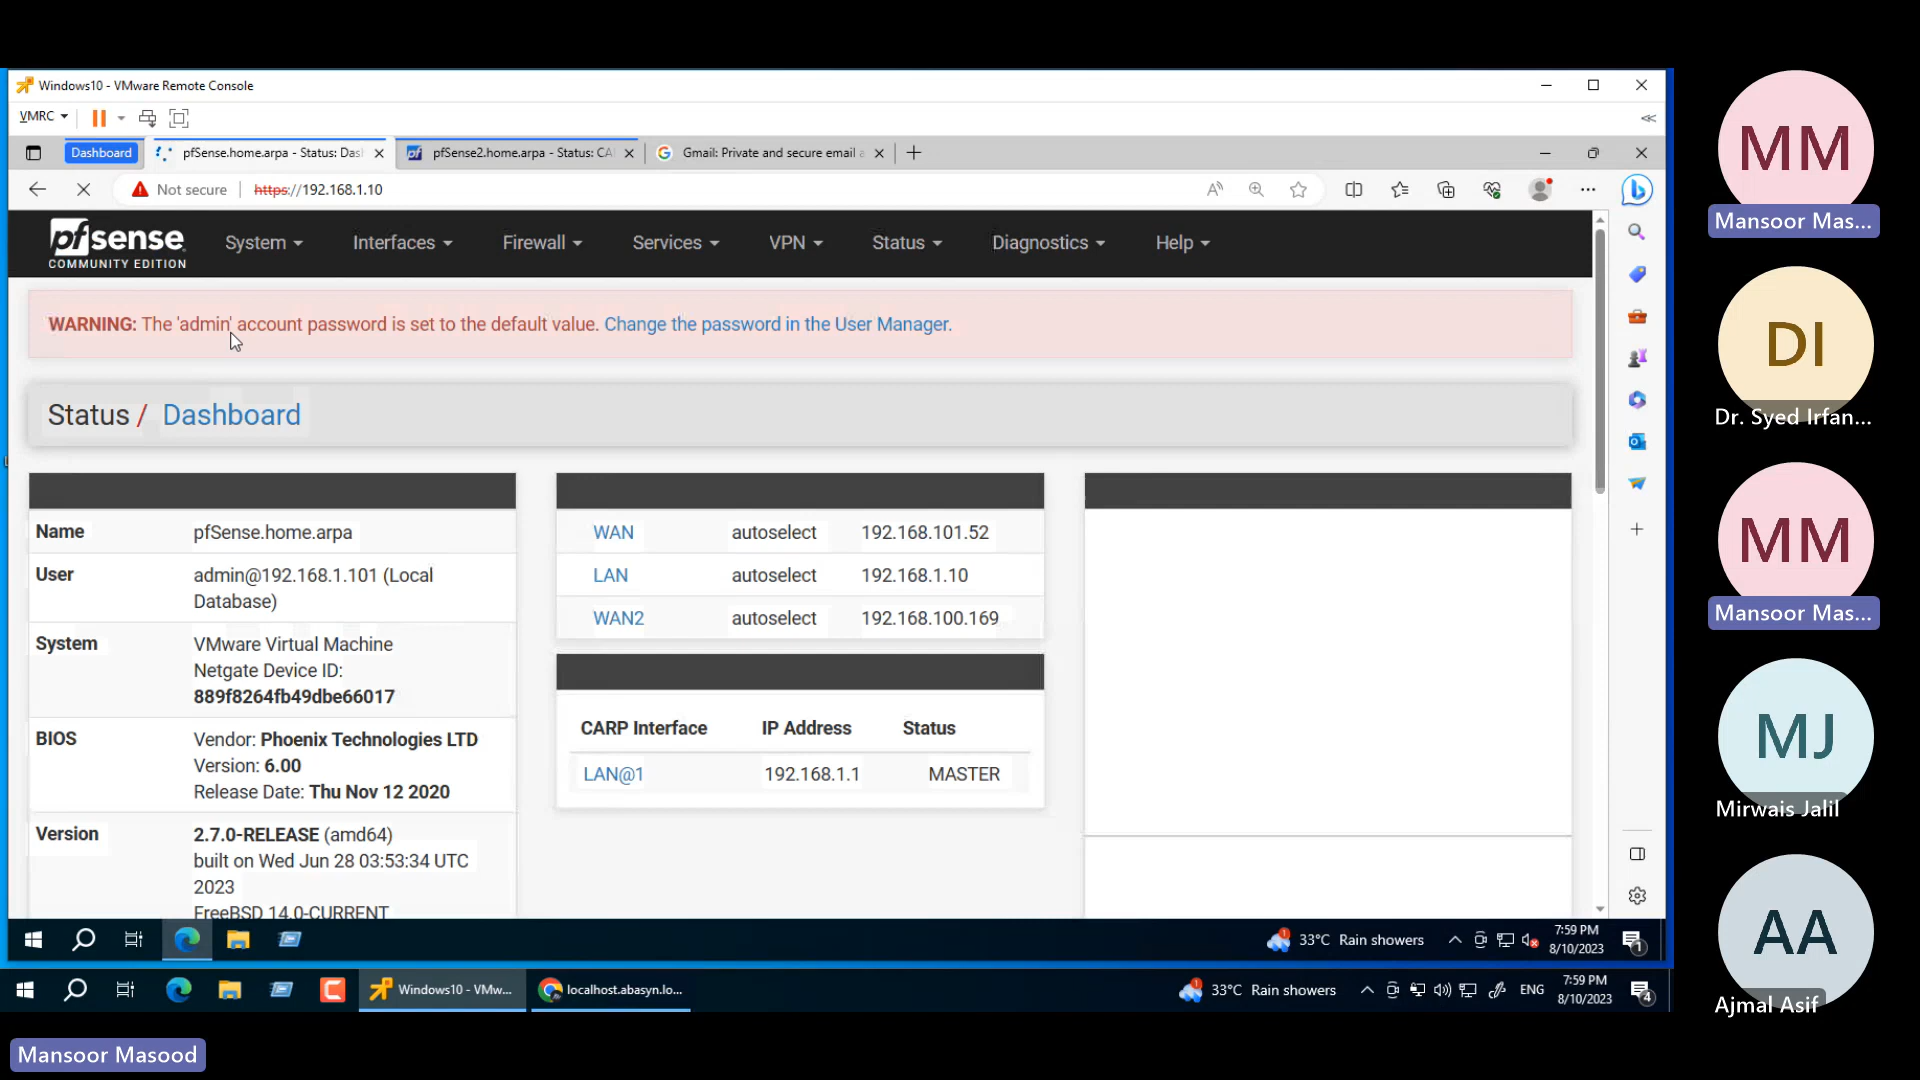 Windows10 - VMware Remote Console
VMRC
Dashboard
pfSense.home.arpa - Status: Das
pfSense2.home.arpa - Status: CA
Gmail: Private and secure email a
Not secure
https://192.168.1.10
pfsense
COMMUNITY EDITION
System
Interfaces
Firewall
Services
VPN
Status
Diagnostics
Help
WARNING: The 'admin' account password is set to the default value. Change the password in the User Manager.
Status / Dashboard
Name
pfSense.home.arpa
User
admin@192.168.1.101 (Local
Database)
System
VMware Virtual Machine
Netgate Device ID:
889f8264fb49dbe66017
BIOS
Vendor: Phoenix Technologies LTD
Version: 6.00
Release Date: Thu Nov 12 2020
Version
2.7.0-RELEASE (amd64)
built on Wed Jun 28 03:53:34 UTC
2023
FreeBSD 14.0-CURRENT
WAN autoselect 192.168.101.52
LAN autoselect 192.168.1.10
WAN2 autoselect 192.168.100.169
CARP Interface IP Address Status
LAN@1 192.168.1.1 MASTER
33°C Rain showers
7:59 PM
8/10/2023
1
Windows10 - VMw...
localhost.abasyn.lo...
33°C Rain showers
ENG
7:59 PM
8/10/2023
4
Mansoor Masood
MM
Mansoor Mas...
DI
Dr. Syed Irfan...
MM
Mansoor Mas...
MJ
Mirwais Jalil
AA
Ajmal Asif